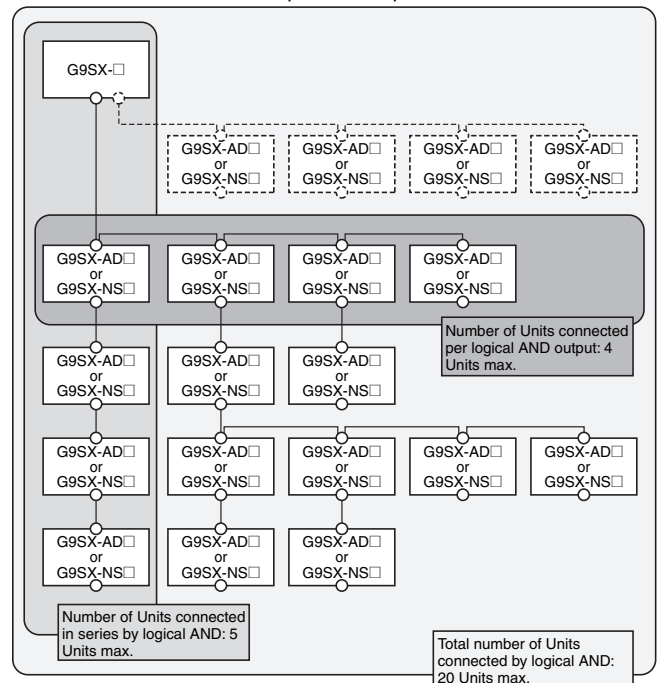 G9SX-□
G9SX-AD□
or
G9SX-NS□
G9SX-AD□
or
G9SX-NS□
G9SX-AD□
or
G9SX-NS□
G9SX-AD□
or
G9SX-NS□
G9SX-AD□
or
G9SX-NS□
G9SX-AD□
or
G9SX-NS□
G9SX-AD□
or
G9SX-NS□
G9SX-AD□
or
G9SX-NS□
Number of Units connected
per logical AND output: 4
Units max.
G9SX-AD□
or
G9SX-NS□
G9SX-AD□
or
G9SX-NS□
G9SX-AD□
or
G9SX-NS□
G9SX-AD□
or
G9SX-NS□
G9SX-AD□
or
G9SX-NS□
G9SX-AD□
or
G9SX-NS□
G9SX-AD□
or
G9SX-NS□
G9SX-AD□
or
G9SX-NS□
G9SX-AD□
or
G9SX-NS□
G9SX-AD□
or
G9SX-NS□
G9SX-AD□
or
G9SX-NS□
Number of Units connected
in series by logical AND: 5
Units max.
Total number of Units
connected by logical AND:
20 Units max.